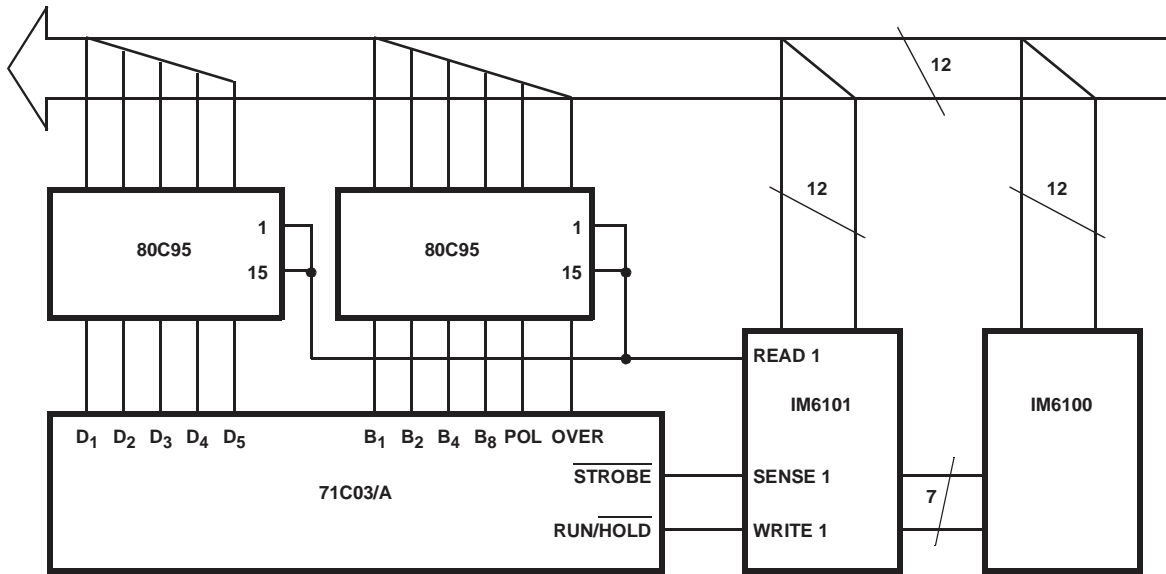 12
12
12
1
80C95
15
1
80C95
15
READ 1
IM6101
IM6100
D1 D2 D3 D4 D5
B1 B2 B4 B8 POL OVER
STROBE
SENSE 1
71C03/A
7
RUN/HOLD
WRITE 1